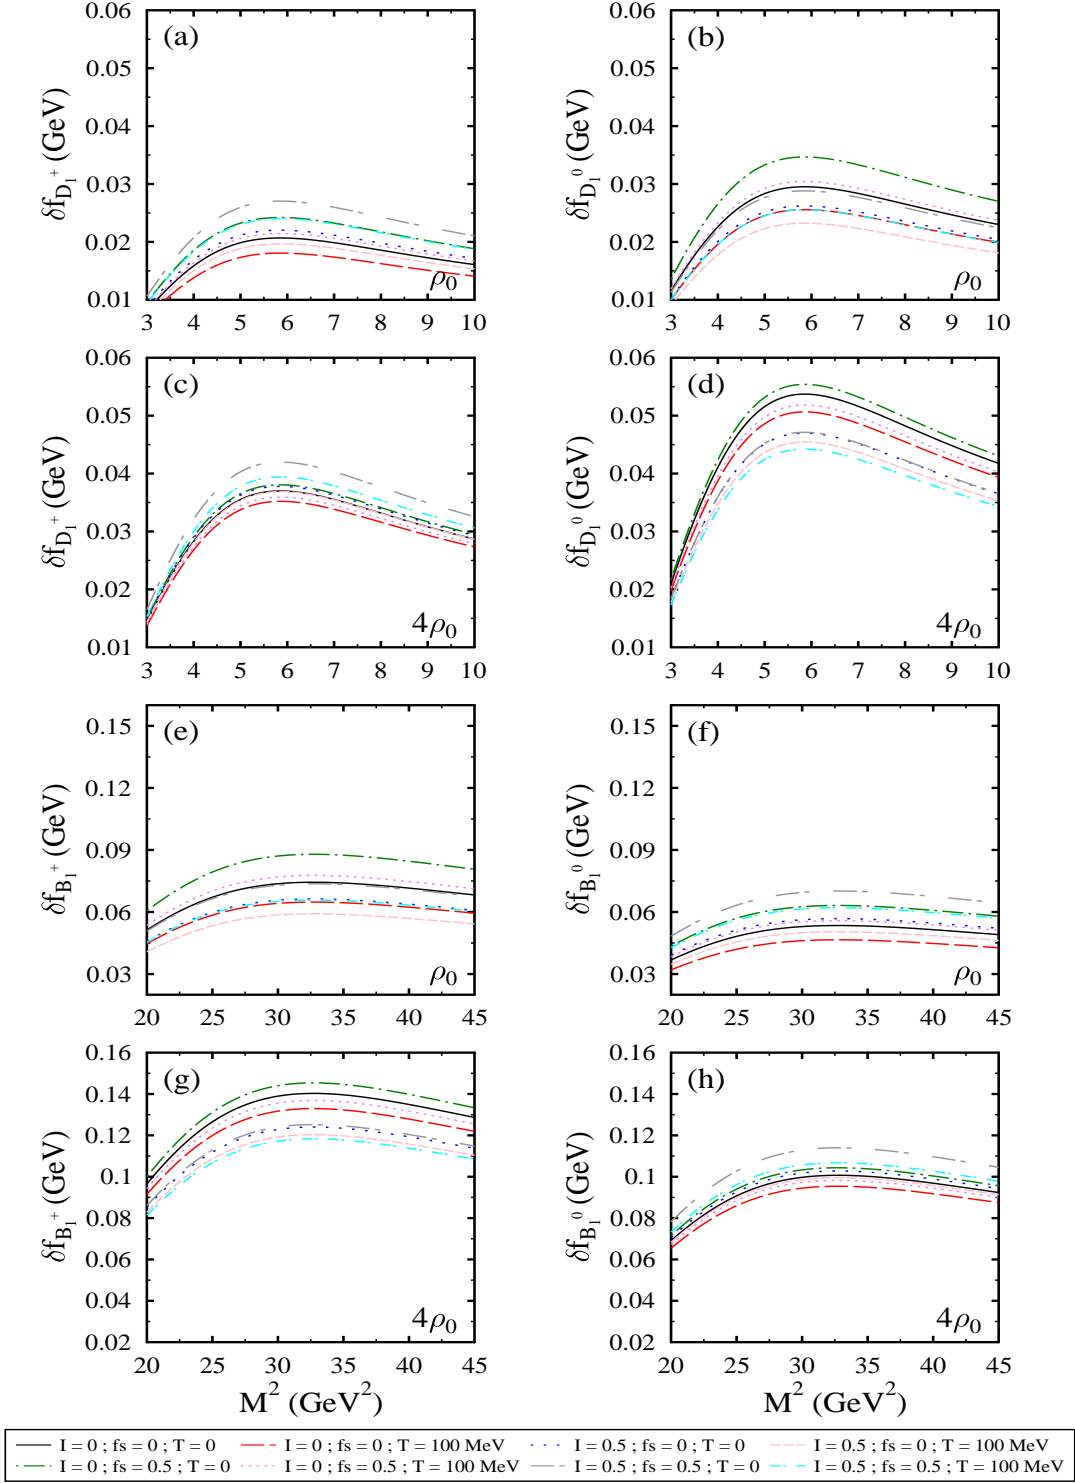 0.06
0.05
0.04
0.03
0.02
0.01
δf_{D_1^+} (GeV)
(a)
ρ_0
3 4 5 6 7 8 9 10
0.06
0.05
0.04
0.03
0.02
0.01
δf_{D_1^0} (GeV)
(b)
ρ_0
3 4 5 6 7 8 9 10
0.06
0.05
0.04
0.03
0.02
0.01
δf_{D_1^+} (GeV)
(c)
4ρ_0
3 4 5 6 7 8 9 10
0.06
0.05
0.04
0.03
0.02
0.01
δf_{D_1^0} (GeV)
(d)
4ρ_0
3 4 5 6 7 8 9 10
0.15
0.12
0.09
0.06
0.03
δf_{B_1^+} (GeV)
(e)
ρ_0
20 25 30 35 40 45
0.15
0.12
0.09
0.06
0.03
δf_{B_1^0} (GeV)
(f)
ρ_0
20 25 30 35 40 45
0.16
0.14
0.12
0.1
0.08
0.06
0.04
0.02
δf_{B_1^+} (GeV)
(g)
4ρ_0
20 25 30 35 40 45
M^2 (GeV^2)
0.16
0.14
0.12
0.1
0.08
0.06
0.04
0.02
δf_{B_1^0} (GeV)
(h)
4ρ_0
20 25 30 35 40 45
M^2 (GeV^2)
I = 0 ; fs = 0 ; T = 0 I = 0 ; fs = 0 ; T = 100 MeV I = 0.5 ; fs = 0 ; T = 0 I = 0.5 ; fs = 0 ; T = 100 MeV
I = 0 ; fs = 0.5 ; T = 0 I = 0 ; fs = 0.5 ; T = 100 MeV I = 0.5 ; fs = 0.5 ; T = 0 I = 0.5 ; fs = 0.5 ; T = 100 MeV